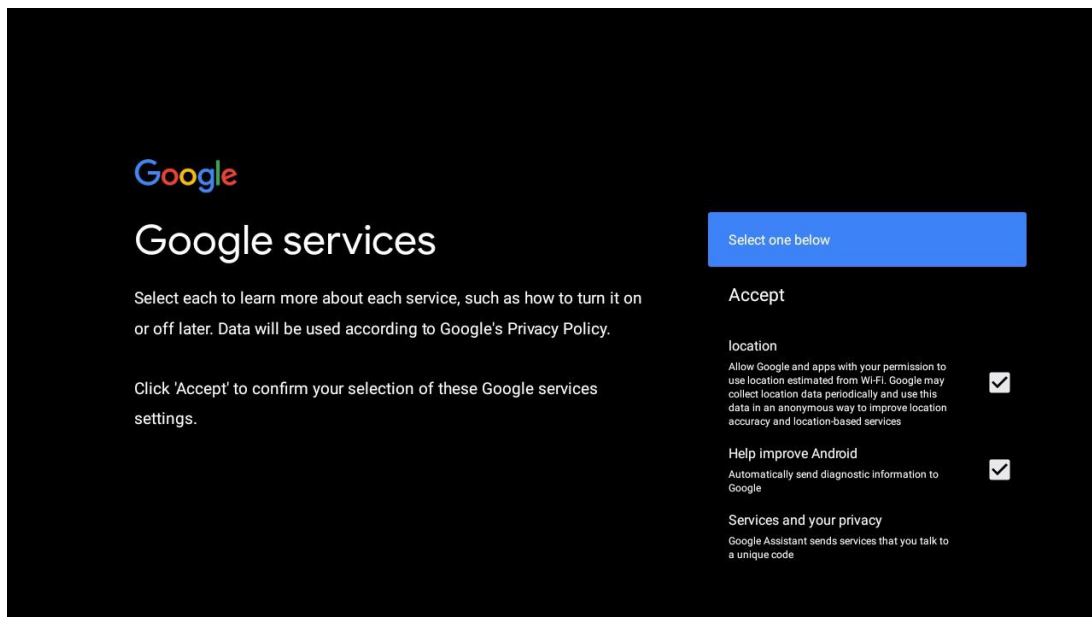 Google
Google services
Select each to learn more about each service, such as how to turn it on
or off later. Data will be used according to Google's Privacy Policy.
Click 'Accept' to confirm your selection of these Google services
settings.
Select one below
Accept
location
Allow Google and apps with your permission to
use location estimated from Wi-Fi. Google may
collect location data periodically and use this
data in an anonymous way to improve location
accuracy and location-based services
Help improve Android
Automatically send diagnostic information to
Google
Services and your privacy
Google Assistant sends services that you talk to
a unique code